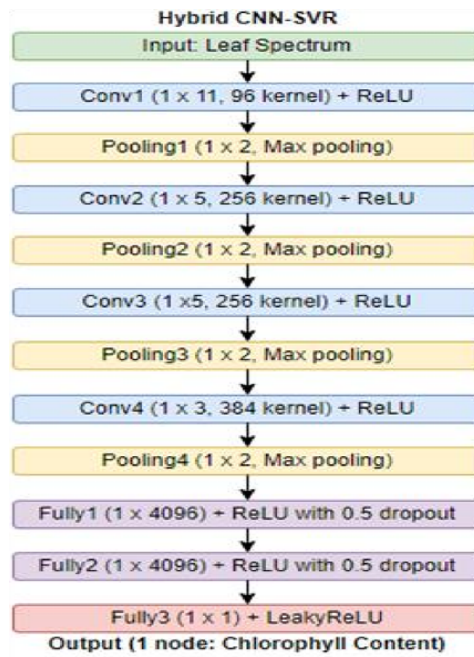 Hybrid CNN-SVR
Input: Leaf Spectrum
Conv1 (1 x 11, 96 kernel) + ReLU
Pooling1 (1 x 2, Max pooling)
Conv2 (1 x 5, 256 kernel) + ReLU
Pooling2 (1 x 2, Max pooling)
Conv3 (1 x5, 256 kernel) + ReLU
Pooling3 (1 x 2, Max pooling)
Conv4 (1 x 3, 384 kernel) + ReLU
Pooling4 (1 x 2, Max pooling)
Fully1 (1 x 4096) + ReLU with 0.5 dropout
Fully2 (1 x 4096) + ReLU with 0.5 dropout
Fully3 (1 x 1) + LeakyReLU
Output (1 node: Chlorophyll Content)